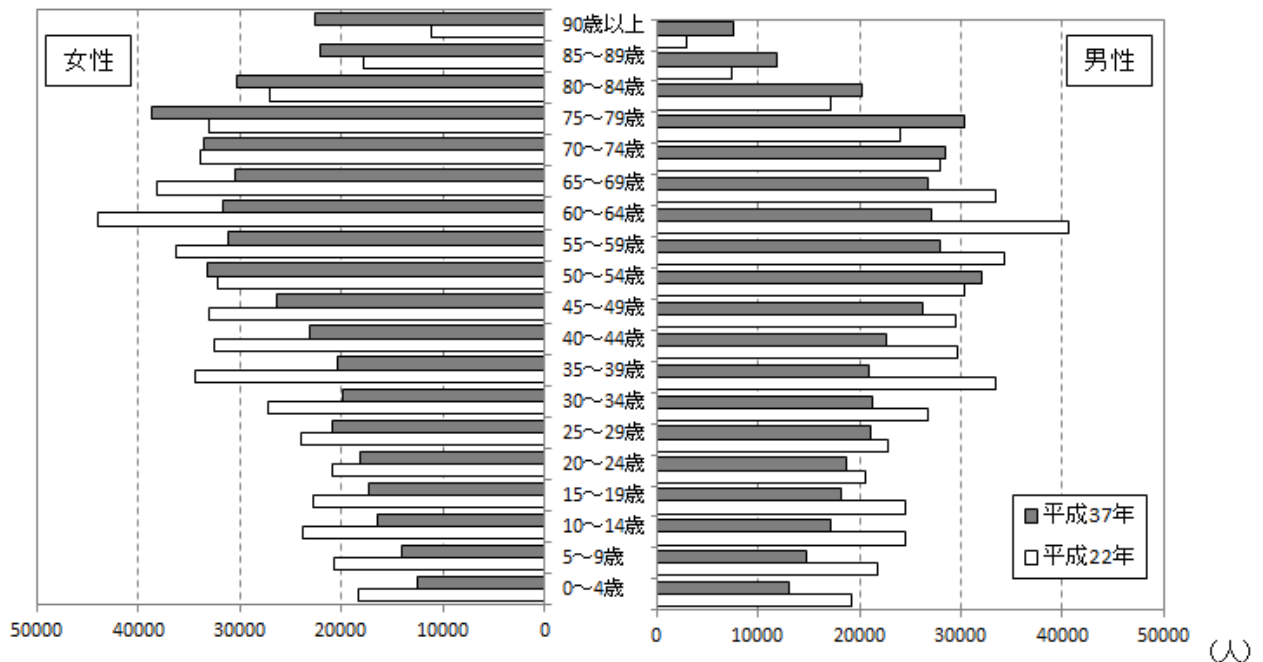 女性
男性
90歳以上
85～89歳
80～84歳
75～79歳
70～74歳
65～69歳
60～64歳
55～59歳
50～54歳
45～49歳
40～44歳
35～39歳
30～34歳
25～29歳
20～24歳
15～19歳
10～14歳
5～9歳
0～4歳
平成37年
平成22年
50000 40000 30000 20000 10000 0
0 10000 20000 30000 40000 50000
(人)